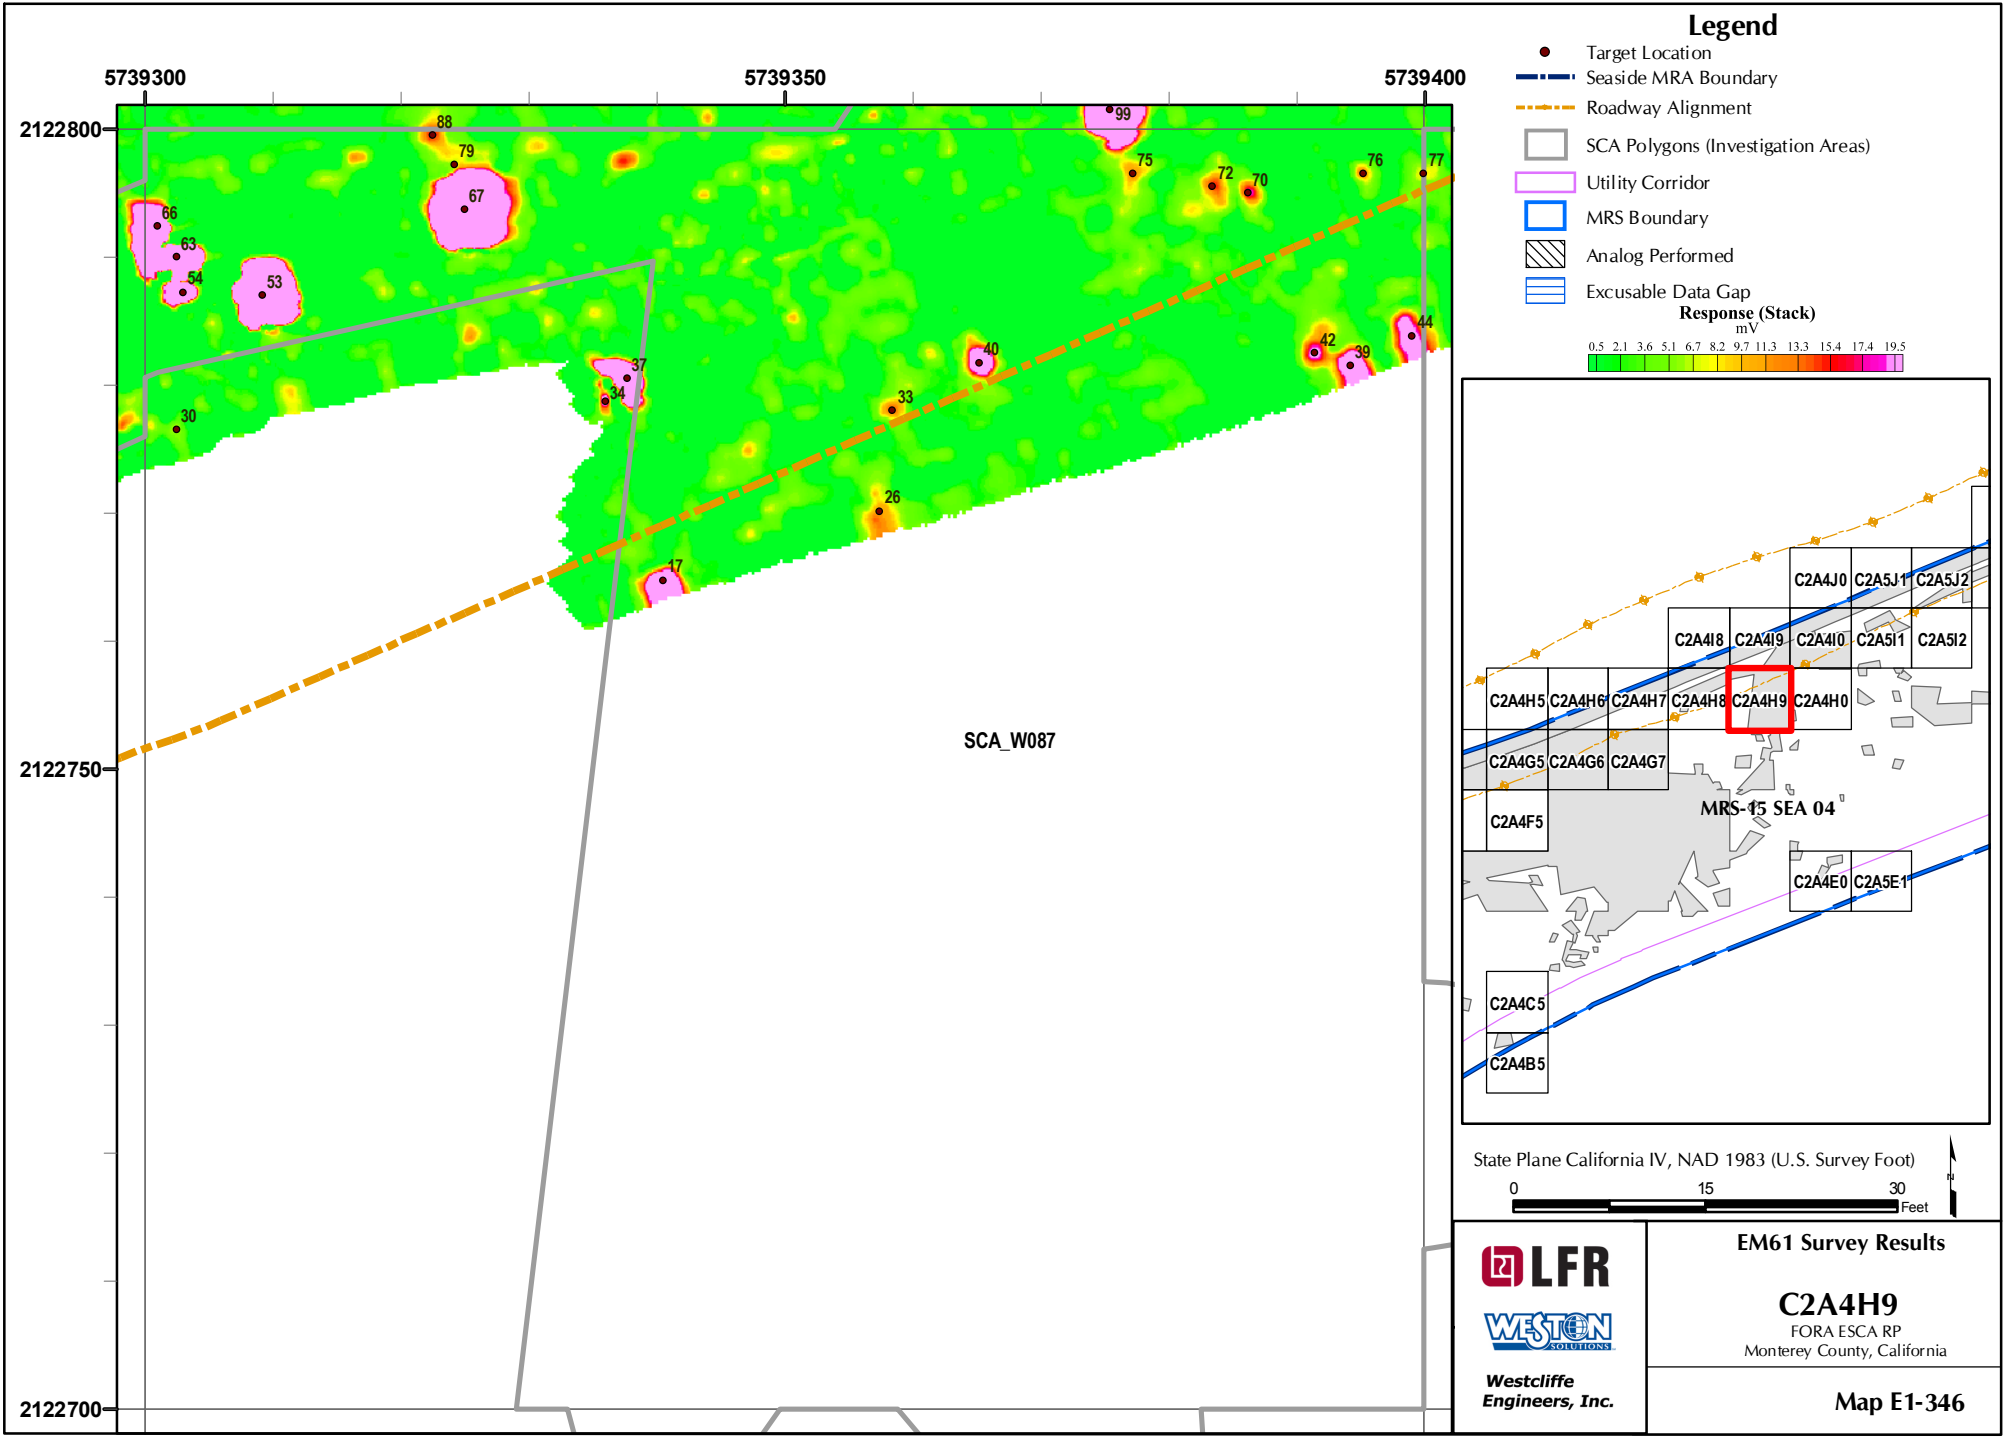 5739300
5739350
5739400
2122800
2122750
2122700
88
79
67
66
63
54
53
30
37
34
17
26
33
40
99
75
72
70
76
77
42
39
44
SCA_W087
Legend
Target Location
Seaside MRA Boundary
Roadway Alignment
SCA Polygons (Investigation Areas)
Utility Corridor
MRS Boundary
Analog Performed
Excusable Data Gap
Response (Stack)
mV
0.5 2.1 3.6 5.1 6.7 8.2 9.7 11.3 13.3 15.4 17.4 19.5
C2A4J0 C2A5J1 C2A5J2
C2A4I8 C2A4I9 C2A4I0 C2A5I1 C2A5I2
C2A4H5 C2A4H6 C2A4H7 C2A4H8 C2A4H9 C2A4H0
C2A4G5 C2A4G6 C2A4G7
MRS-15 SEA 04
C2A4F5
C2A4E0 C2A5E1
C2A4C5
C2A4B5
State Plane California IV, NAD 1983 (U.S. Survey Foot)
N
0 15 30
Feet
LFR
WESTON
SOLUTIONS
Westcliffe
Engineers, Inc.
EM61 Survey Results
C2A4H9
FORA ESCA RP
Monterey County, California
Map E1-346